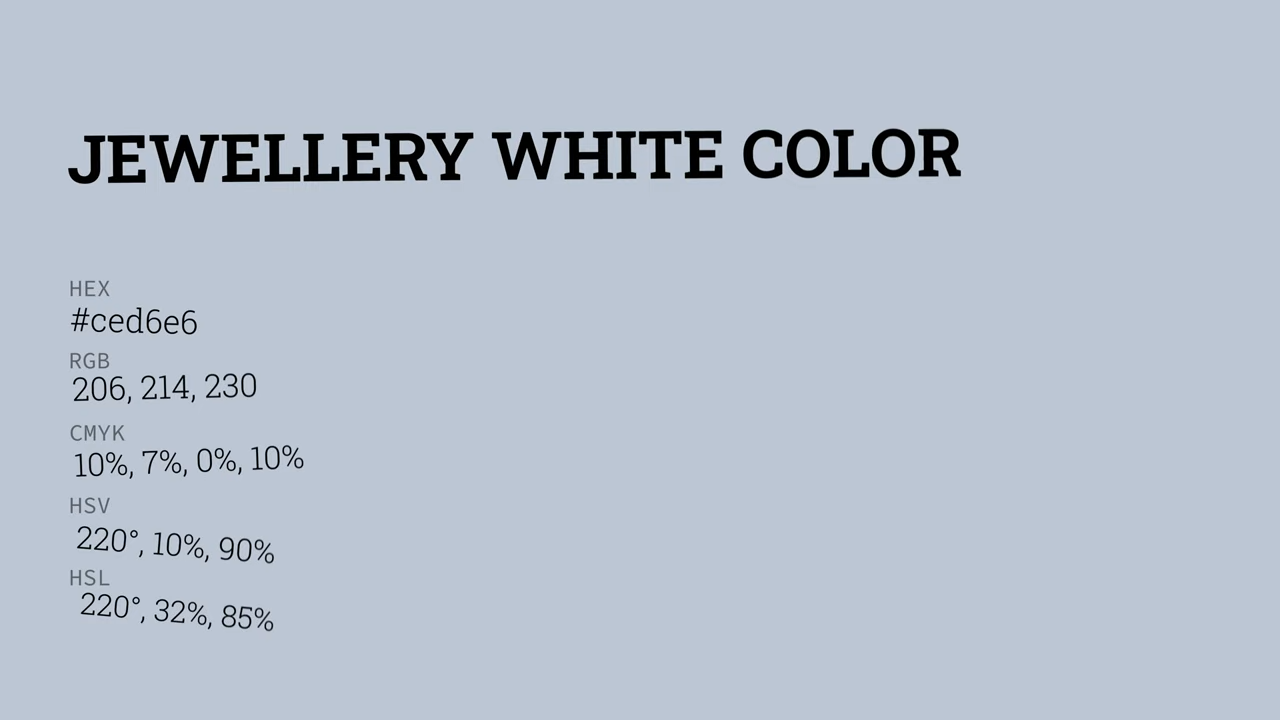 JEWELLERY WHITE COLOR
HEX
#ced6e6
RGB
206, 214, 230
CMYK
10%, 7%, 0%, 10%
HSV
220°, 10%, 90%
HSL
220°, 32%, 85%